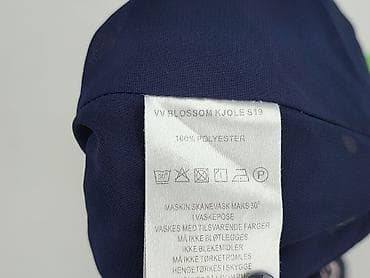 VV BLOSSOM KJOLE S19
100% POLYESTER
MASKIN SKÅNEVASK MAKS 30°
I VASKEPOSE
VASKES MED TILSVARENDE FARGER
MÅ IKKE BLØTLEGGES
IKKE BLEKEMIDLER
MÅ IKKE TØRKETROMLES
HENGETØRKES I SKYGGE